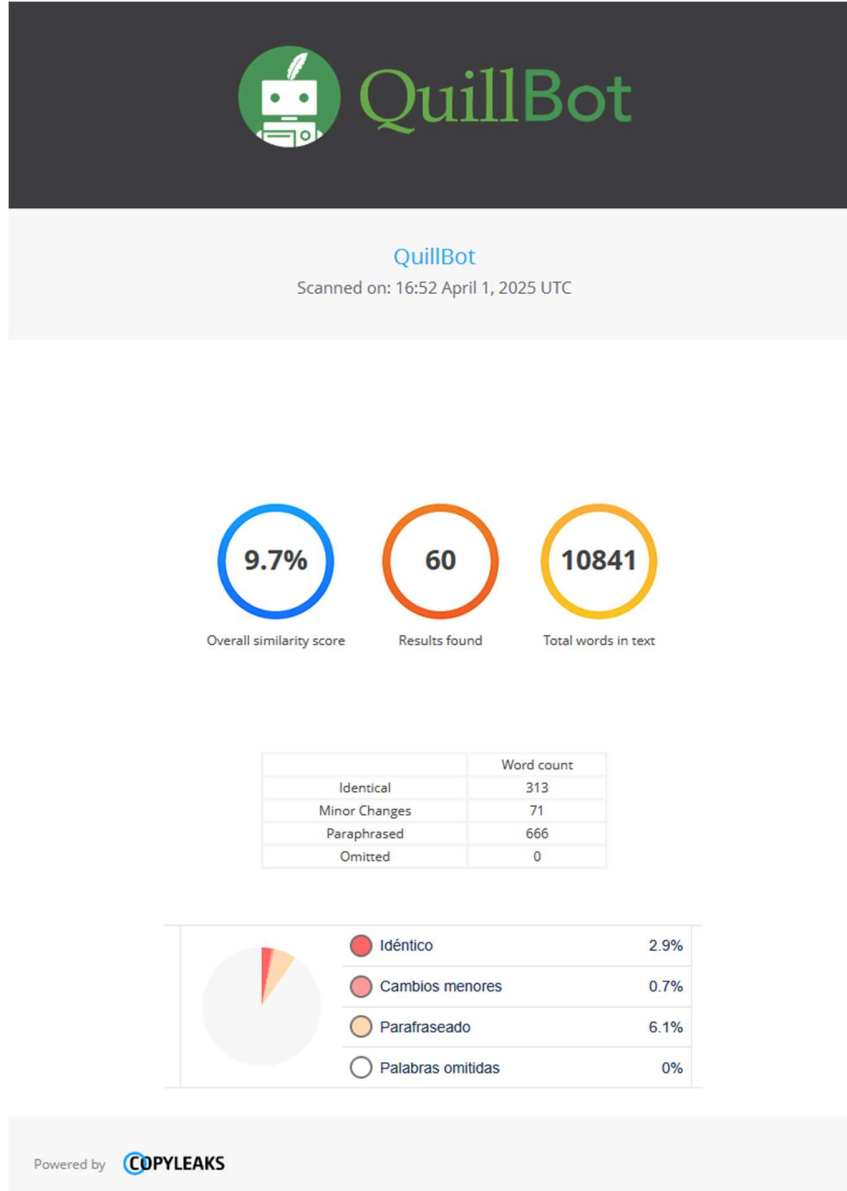 QuillBot
QuillBot
Scanned on: 16:52 April 1, 2025 UTC
9.7% 60 10841
Overall similarity score Results found Total words in text
Word count
Identical 313
Minor Changes 71
Paraphrased 666
Omitted 0
Idéntico 2.9%
Cambios menores 0.7%
Parafraseado 6.1%
Palabras omitidas 0%
Powered by COPYLEAKS